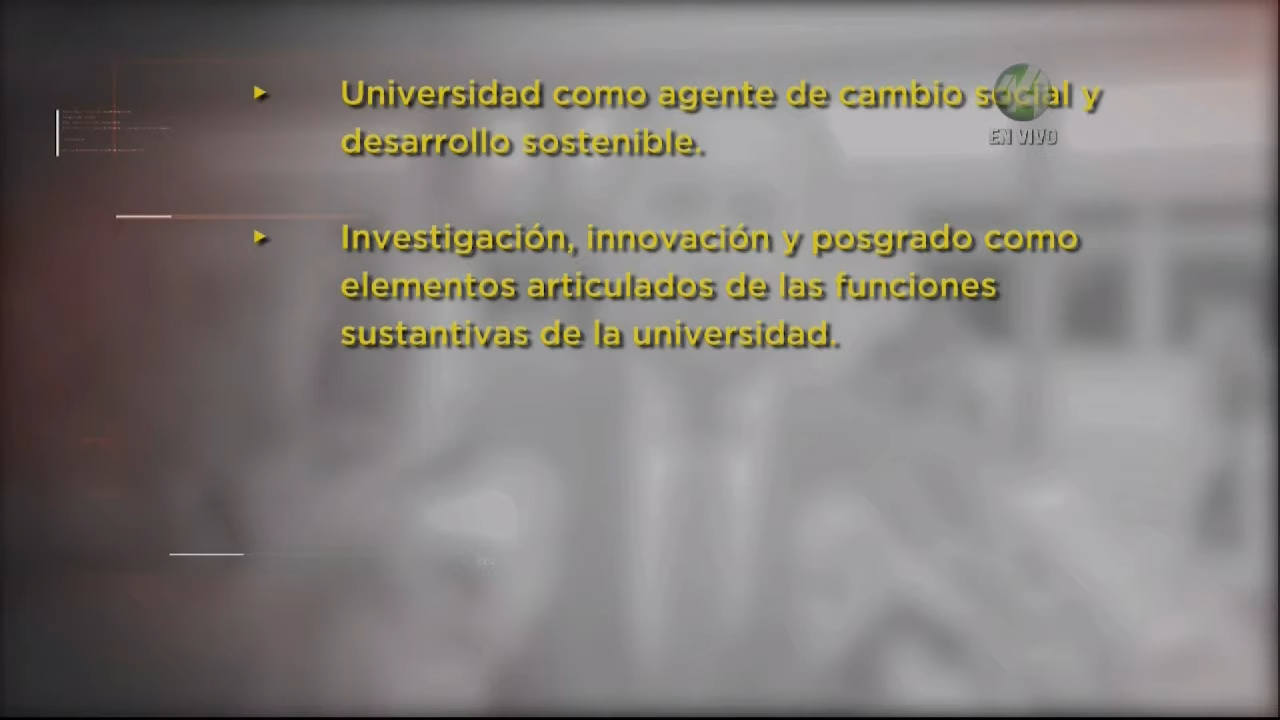 Universidad como agente de cambio social y
desarrollo sostenible.
EN VIVO
Investigación, innovación y posgrado como
elementos articulados de las funciones
sustantivas de la universidad.